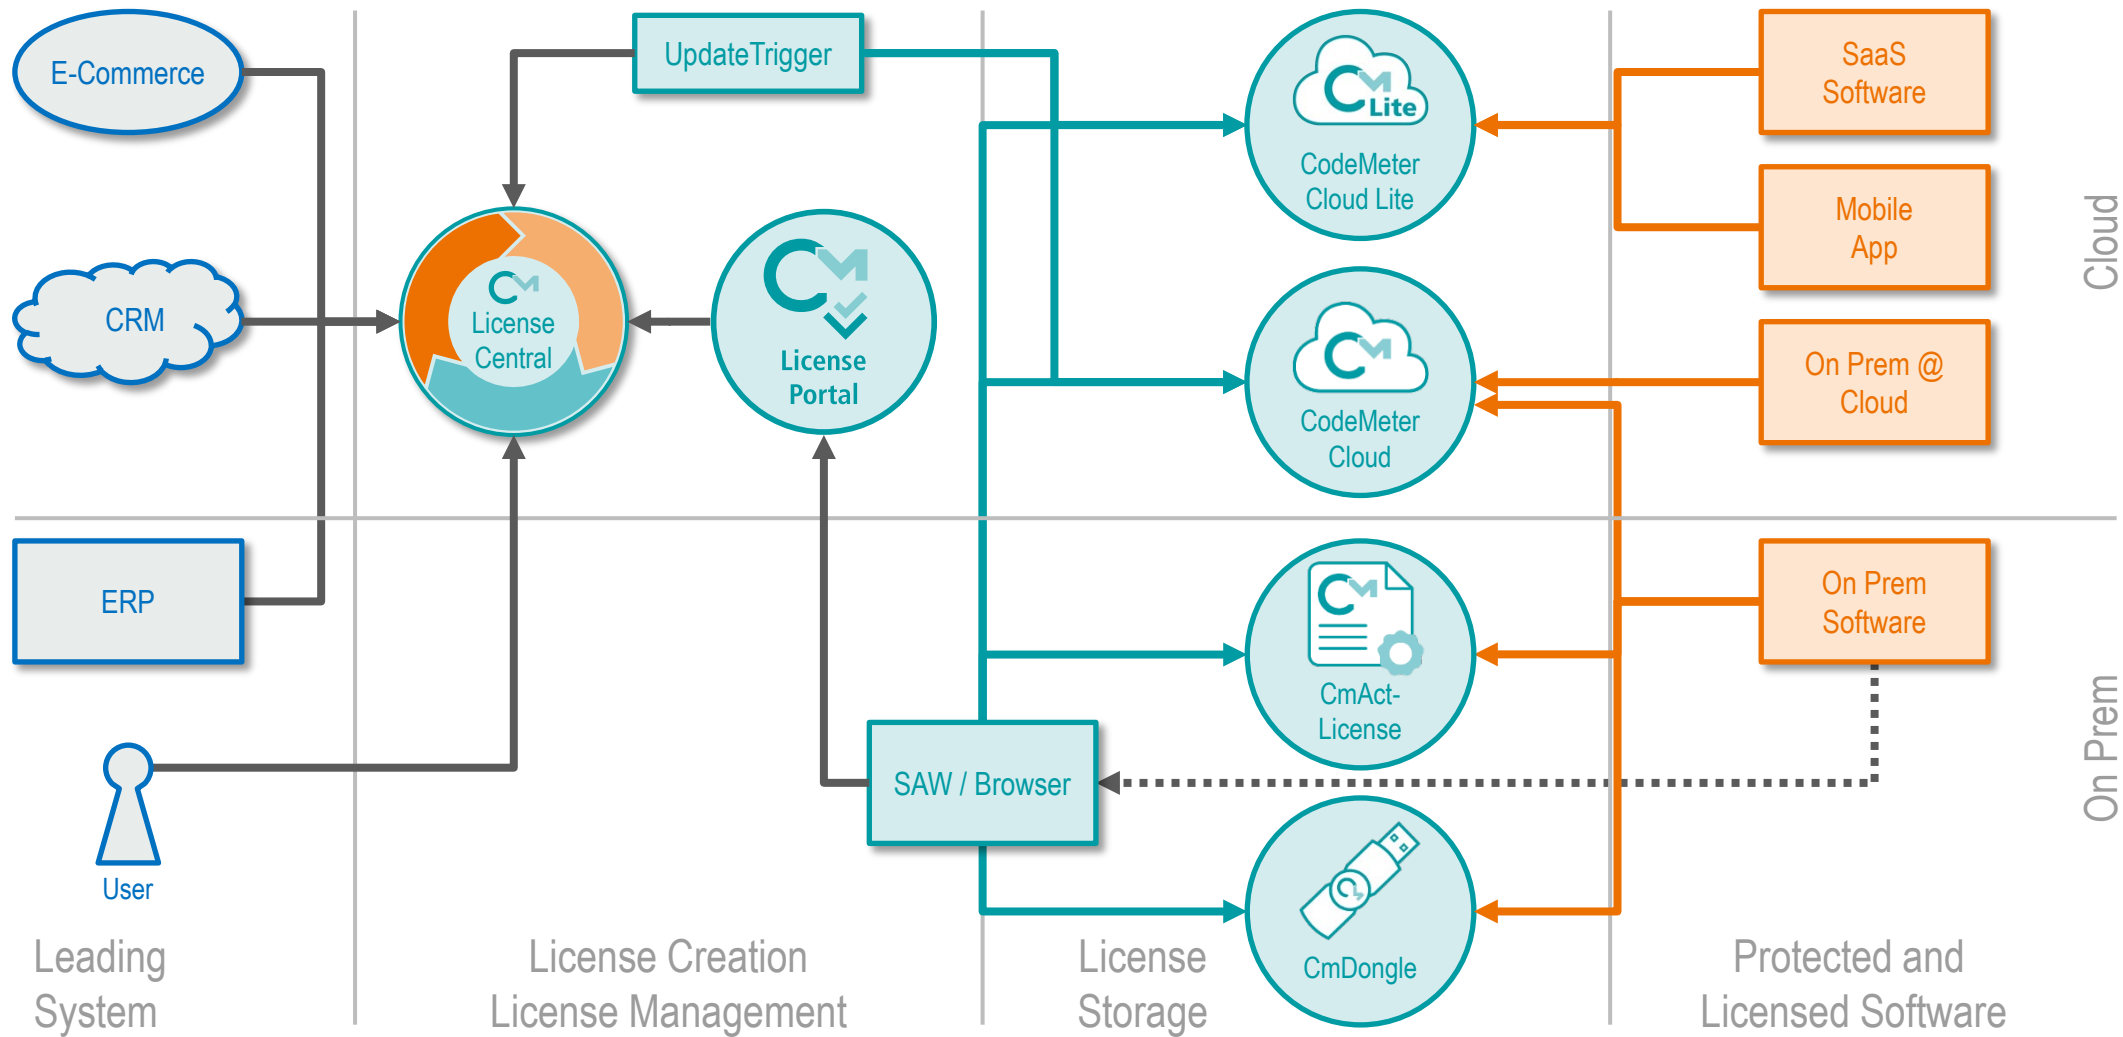 E-Commerce
CRM
ERP
User
UpdateTrigger
License
Central
License
Portal
SAW / Browser
Lite
CodeMeter
Cloud Lite
CodeMeter
Cloud
CmAct-
License
CmDongle
SaaS
Software
Mobile
App
On Prem @
Cloud
On Prem
Software
Cloud
On Prem
Leading
System
License Creation
License Management
License
Storage
Protected and
Licensed Software